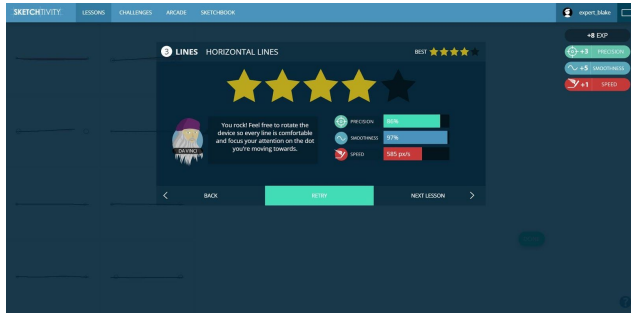 SKETCHTIVITY.
LESSONS
CHALLENGES
ARCADE
SKETCHBOOK
expert_blake
+8 EXP
+3 PRECISION
+5 SMOOTHNESS
+1 SPEED
3 LINES HORIZONTAL LINES
BEST
DA VINCI
You rock! Feel free to rotate the
device so every line is comfortable
and focus your attention on the dot
you're moving towards.
PRECISION 86%
SMOOTHNESS 97%
SPEED 585 px/s
BACK
RETRY
NEXT LESSON
?